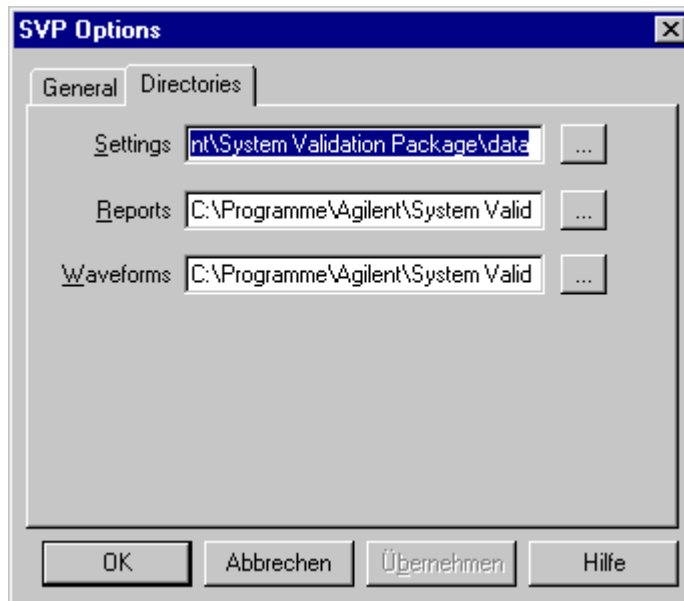 SVP Options
General Directories
Settings nt\System Validation Package\data ...
Reports C:\Programme\Agilent\System Valid ...
Waveforms C:\Programme\Agilent\System Valid ...
OK Abbrechen Übernehmen Hilfe